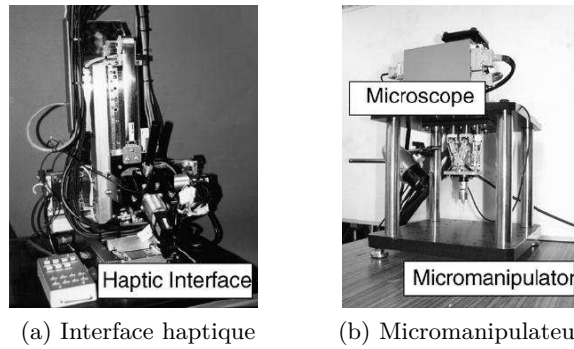 Haptic Interface
Microscope
Micromanipulator
(a) Interface haptique
(b) Micromanipulateu